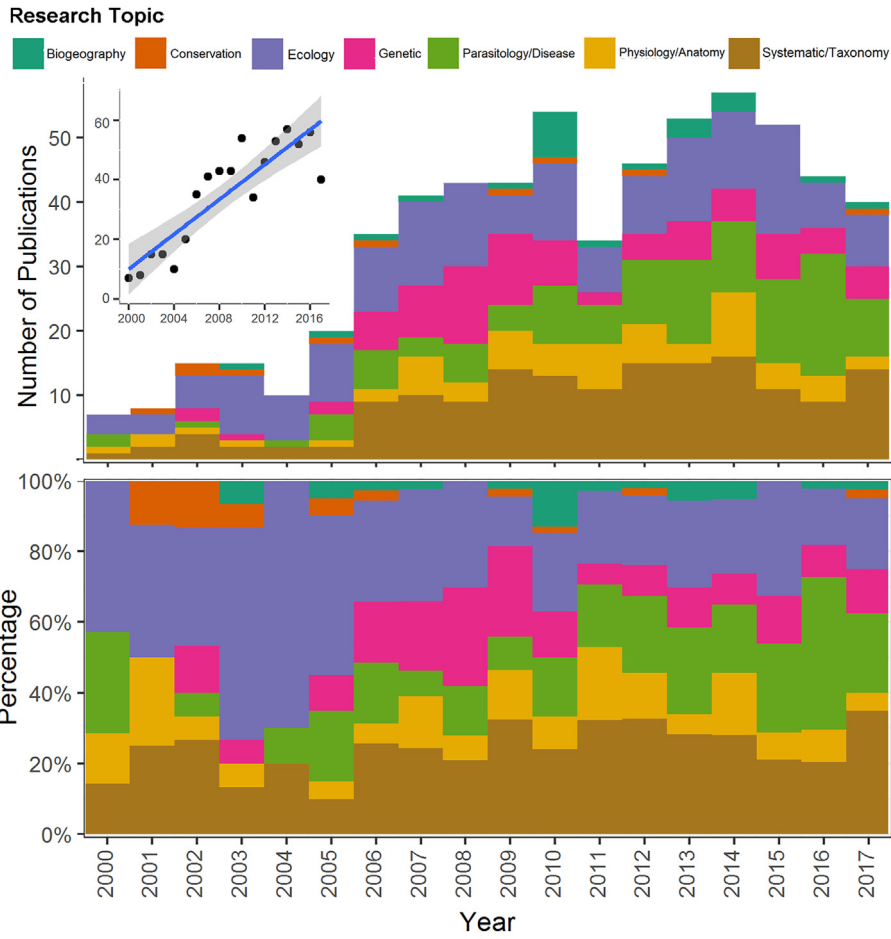 Research Topic
Biogeography Conservation Ecology Genetic Parasitology/Disease Physiology/Anatomy Systematic/Taxonomy
Number of Publications
50
40
30
20
10
60
40
20
0
2000 2004 2008 2012 2016
Percentage
100%
80%
60%
40%
20%
0%
2000 2001 2002 2003 2004 2005 2006 2007 2008 2009 2010 2011 2012 2013 2014 2015 2016 2017
Year